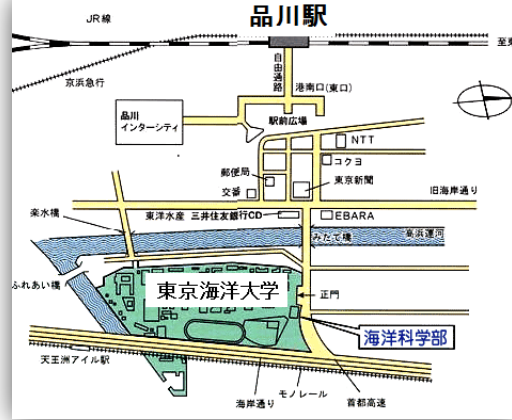 品川駅
JR線
至東
京浜急行
自由通路
港南口(東口)
品川
インターシティ
駅前広場
NTT
コクヨ
郵便局
東京新聞
交番
旧海岸通り
楽水橋
東洋水産
三井住友銀行CD
EBARA
みたて橋
高浜運河
ふれあい橋
東京海洋大学
正門
海洋科学部
天王洲アイル駅
海岸通り
モノレール
首都高速